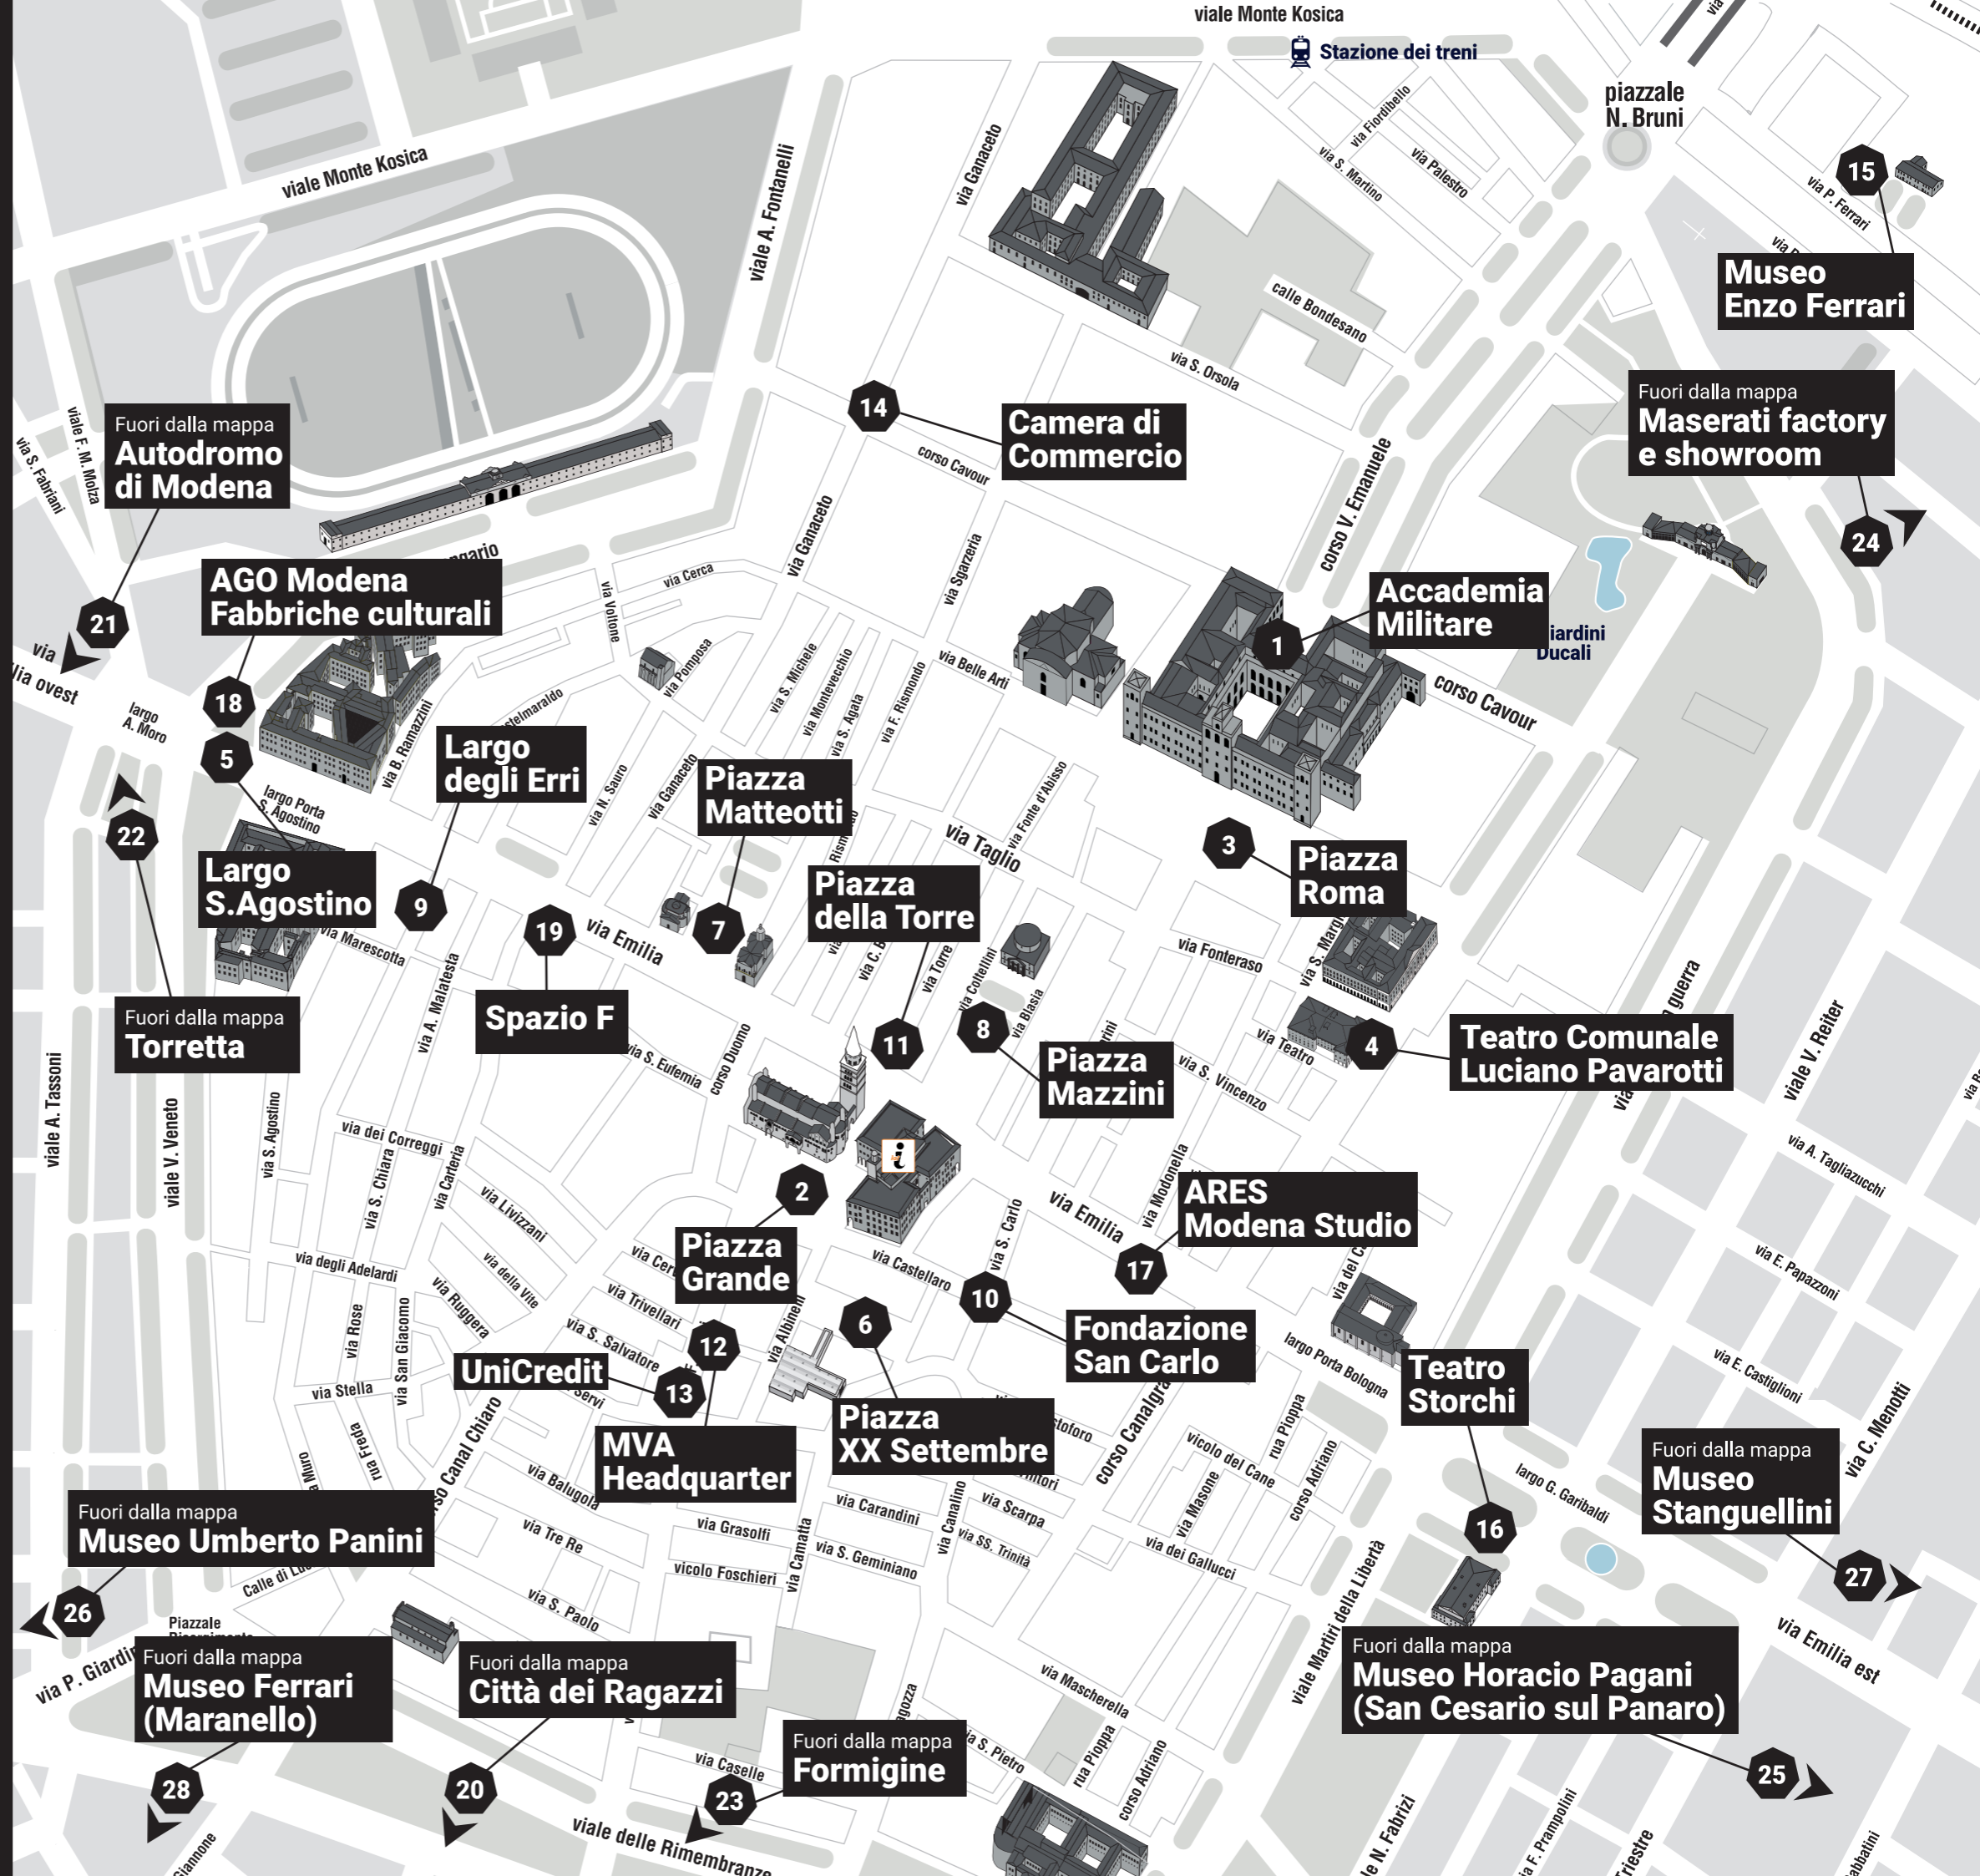 viale Monte Kosica
Stazione dei treni
piazzale
N. Bruni
via Fiordibello
via Palestro
via S. Martino
via Ganaceto
viale A. Fontanelli
viale Monte Kosica
15
via P. Ferrari
Museo
Enzo Ferrari
calle Bondesano
via S. Orsola
14
Camera di
Commercio
corso Cavour
corso V. Emanuele
Fuori dalla mappa
Maserati factory
e showroom
24
Fuori dalla mappa
Autodromo
di Modena
viale F. M. Molza
via S. Fabriani
21
via
ovest
AGO Modena
Fabbriche culturali
18
5
via Cerca
via Voltone
via Ganaceto
via Sgarzeria
Accademia
Militare
1
Ducali
corso Cavour
via Belle Arti
via Pomposa
via S. Michele
via Montevecchio
via S. Agata
via F. Rismondo
largo
A. Moro
via B. Ramazzini
Largo
degli Erri
9
largo Porta
S. Agostino
via N. Sauro
via Ganaceto
Piazza
Matteotti
7
via Fonte d'Abisso
via Taglio
3
Piazza
Roma
22
Largo
S.Agostino
via Marescotta
19
Spazio F
via Emilia
Piazza
della Torre
11
via Torre
via Coltellini
via Blasia
8
Piazza
Mazzini
via Fonteraso
via Teatro
4
Teatro Comunale
Luciano Pavarotti
via S. Vincenzo
Fuori dalla mappa
Torretta
via A. Malatesta
via S. Eufemia
corso Duomo
viale V. Reiter
viale A. Tassoni
viale V. Veneto
via S. Agostino
via dei Correggi
via S. Chiara
via Carteria
via Livizzani
i
2
Piazza
Grande
via Emilia
via Modonella
ARES
Modena Studio
17
via A. Tagliazucchi
via degli Adelardi
via della Vite
via Ruggera
via Trivellari
via S. Salvatore
via Castellaro
via S. Carlo
10
Fondazione
San Carlo
via E. Papazzoni
via Rose
via San Giacomo
via Stella
rua Freda
UniCredit
13
12
MVA
Headquarter
via Albinelli
6
Piazza
XX Settembre
largo Porta Bologna
Teatro
Storchi
16
via E. Castiglioni
via C. Menotti
via Balugola
via Tre Re
via Grasolfi
vicolo Foschieri
via Camatta
via Carandini
via S. Geminiano
via Canalino
via Scarpa
via SS. Trinità
vicolo del Cane
rua Pioppa
via Masone
corso Adriano
via dei Gallucci
largo G. Garibaldi
Fuori dalla mappa
Museo
Stanguellini
27
Fuori dalla mappa
Museo Umberto Panini
26
via S. Paolo
viale Martiri della Libertà
via Emilia est
Piazzale
Fuori dalla mappa
Museo Ferrari
(Maranello)
28
Fuori dalla mappa
Città dei Ragazzi
20
Fuori dalla mappa
Formigine
23
via Caselle
viale delle Rimembranze
via Mascherella
via S. Pietro
rua Pioppa
corso Adriano
Fuori dalla mappa
Museo Horacio Pagani
(San Cesario sul Panaro)
25
via F. Prampolini